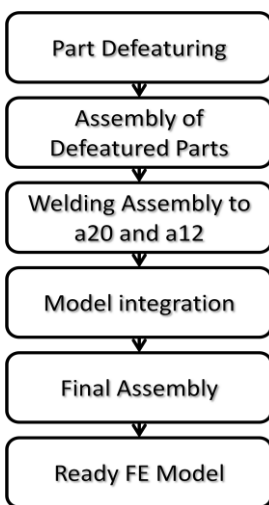 Part Defeaturing
Assembly of
Defeatured Parts
Welding Assembly to
a20 and a12
Model integration
Final Assembly
Ready FE Model